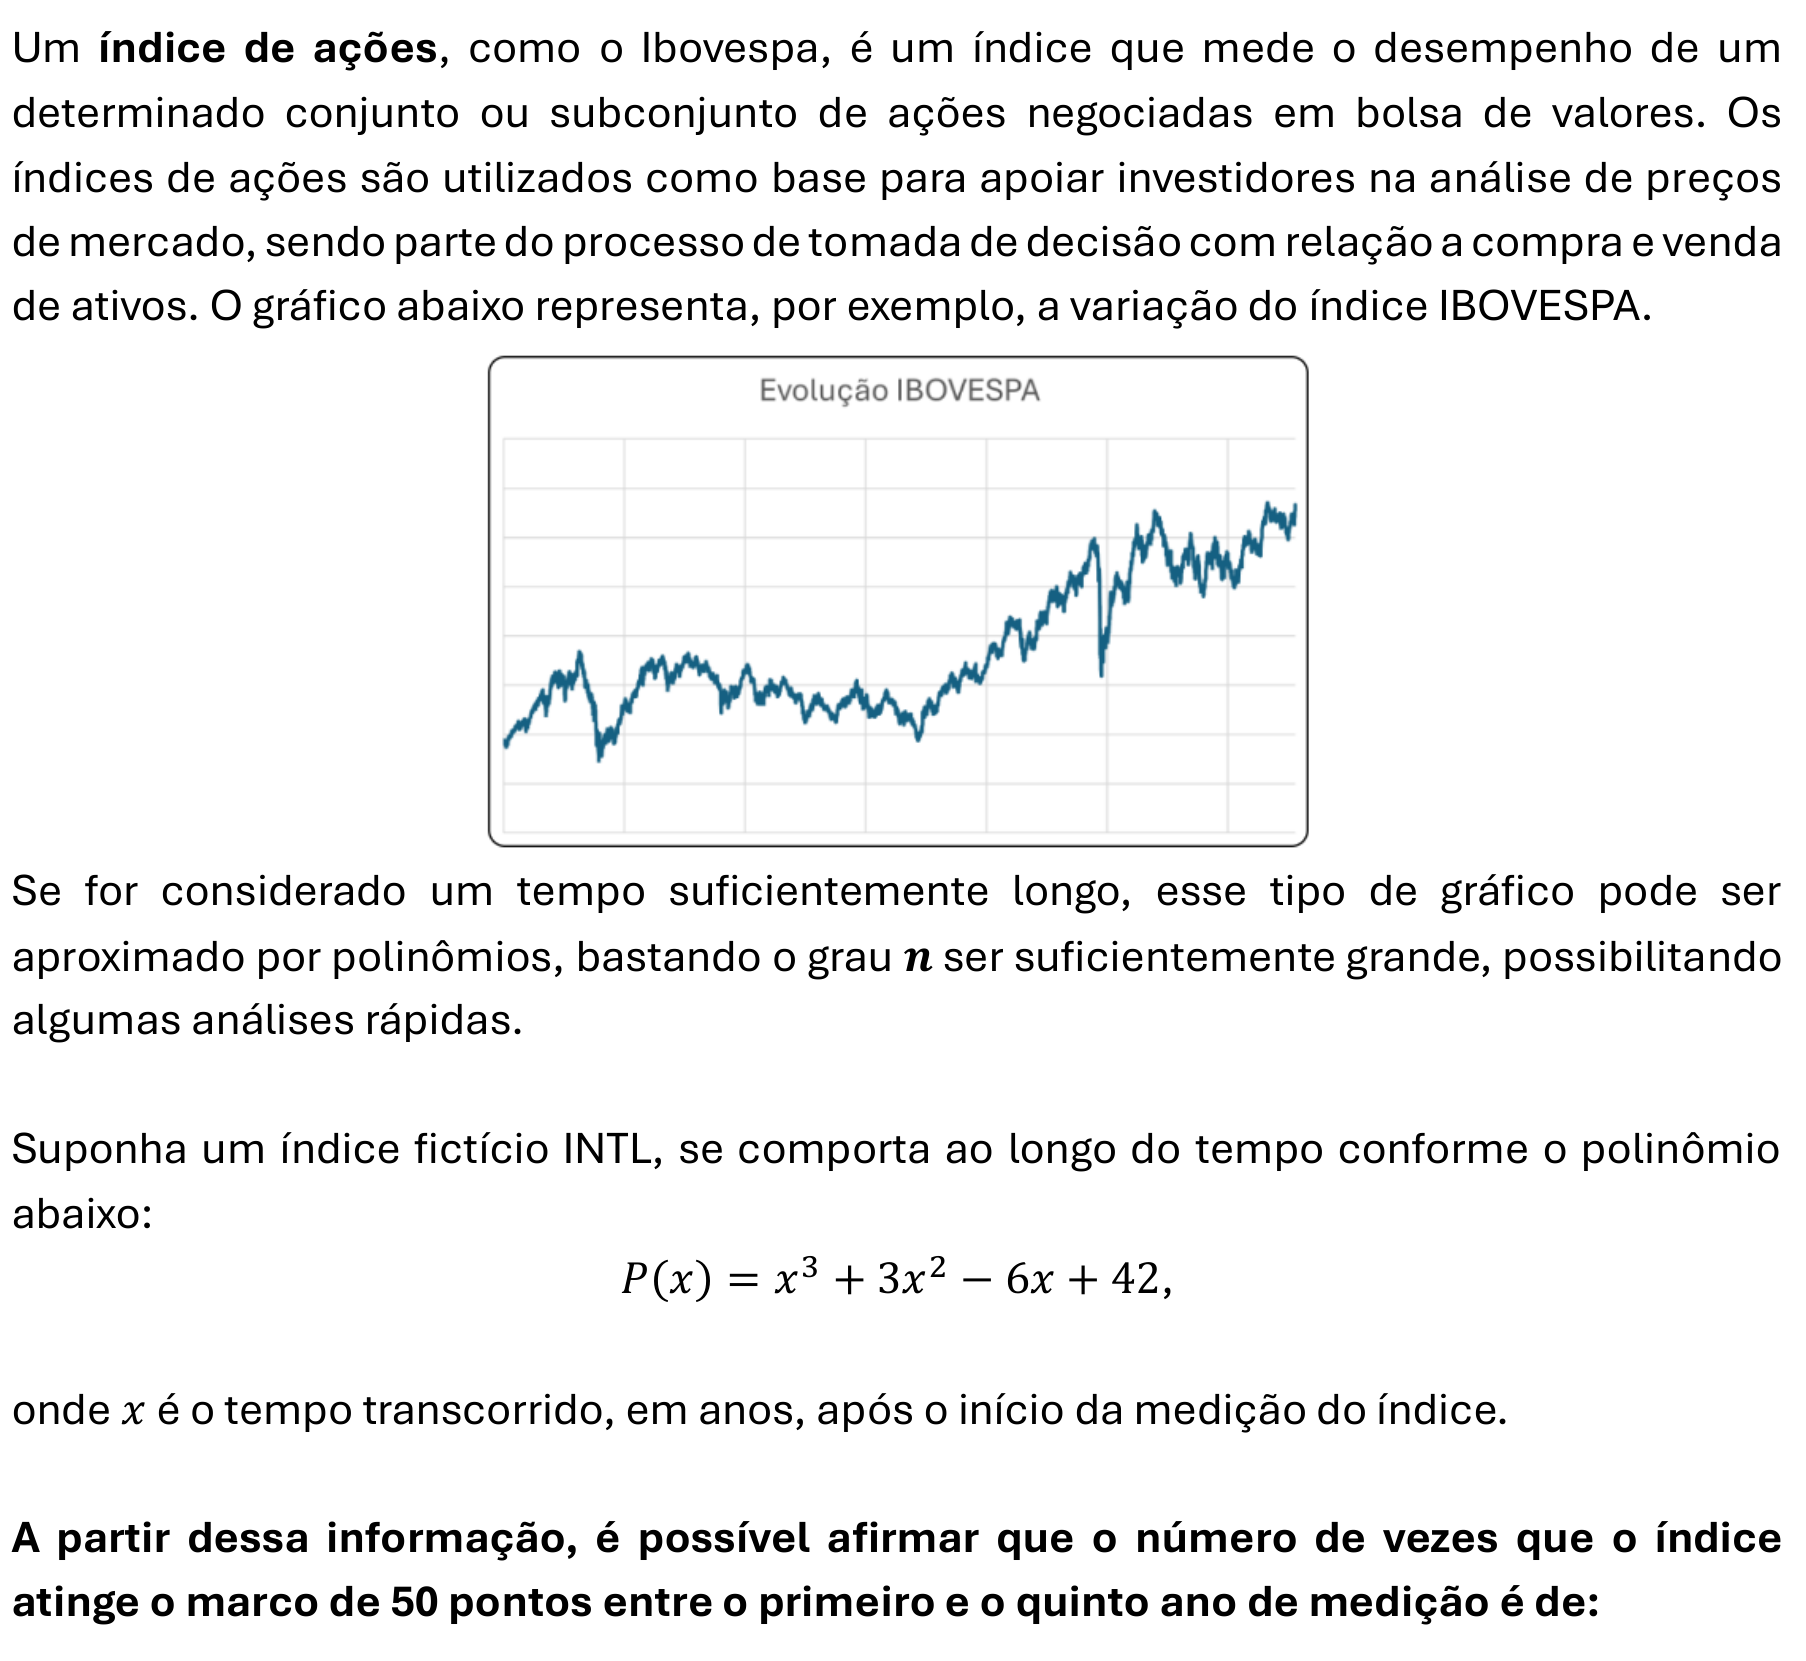 Um índice de ações, como o Ibovespa, é um índice que mede o desempenho de um
determinado conjunto ou subconjunto de ações negociadas em bolsa de valores. Os
índices de ações são utilizados como base para apoiar investidores na análise de preços
de mercado, sendo parte do processo de tomada de decisão com relação a compra e venda
de ativos. O gráfico abaixo representa, por exemplo, a variação do índice IBOVESPA.
Evolução IBOVESPA
Se for considerado um tempo suficientemente longo, esse tipo de gráfico pode ser
aproximado por polinômios, bastando o grau n ser suficientemente grande, possibilitando
algumas análises rápidas.
Suponha um índice fictício INTL, se comporta ao longo do tempo conforme o polinômio
abaixo:
P(x) = x³ + 3x² − 6x + 42,
onde x é o tempo transcorrido, em anos, após o início da medição do índice.
A partir dessa informação, é possível afirmar que o número de vezes que o índice
atinge o marco de 50 pontos entre o primeiro e o quinto ano de medição é de: